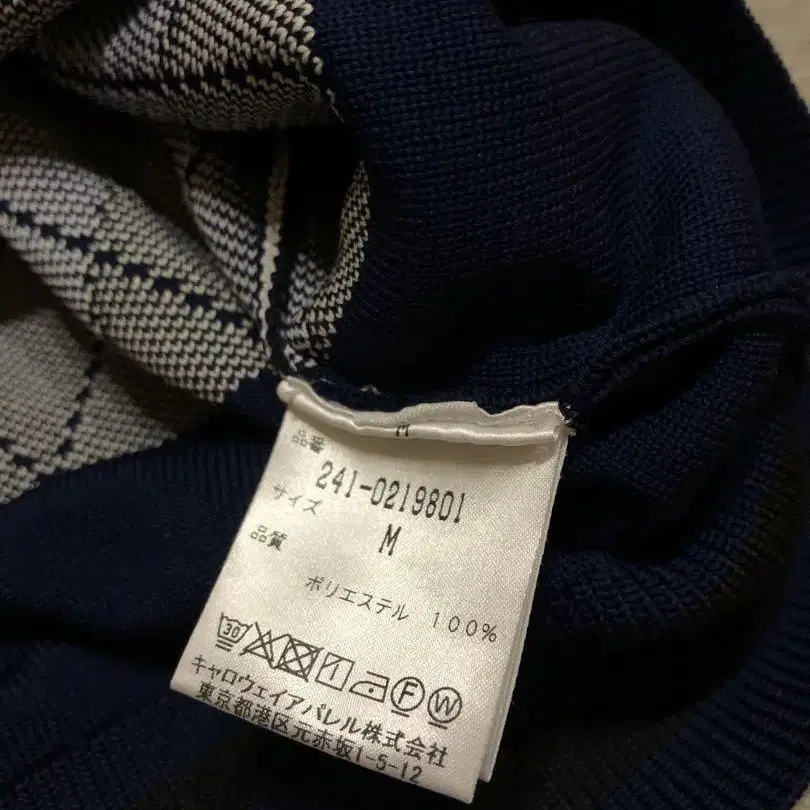 M
品番
241-0219801
サイズ
M
品質
ポリエステル 100%
30
F W
キャロウェイアパレル株式会社
東京都港区元赤坂1-5-12